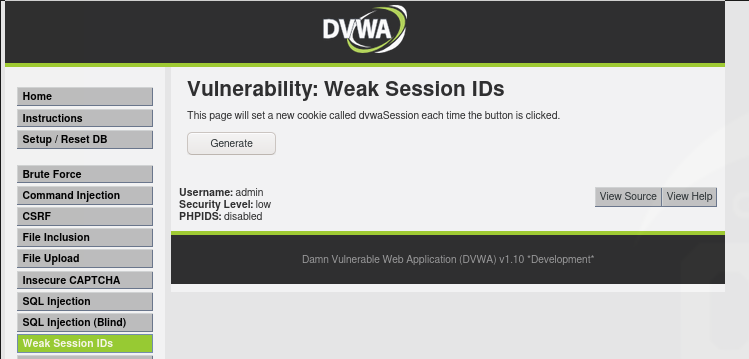 DVWA
Home
Instructions
Setup / Reset DB
Brute Force
Command Injection
CSRF
File Inclusion
File Upload
Insecure CAPTCHA
SQL Injection
SQL Injection (Blind)
Weak Session IDs
Vulnerability: Weak Session IDs
This page will set a new cookie called dvwaSession each time the button is clicked.
Generate
Username: admin
Security Level: low
PHPIDS: disabled
View Source View Help
Damn Vulnerable Web Application (DVWA) v1.10 *Development*